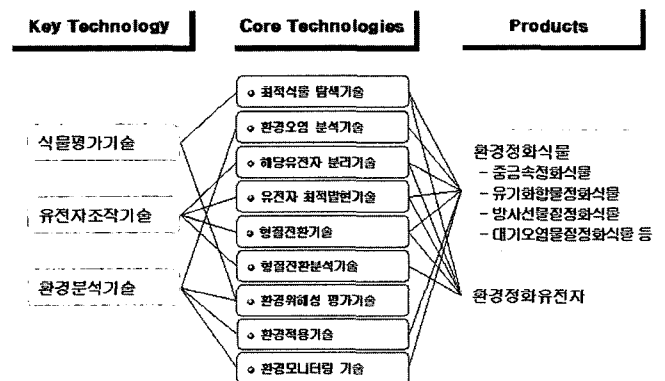 Key Technology
Core Technologies
Products
식물평가기술
유전자조작기술
환경분석기술
최적식물 탐색기술
환경오염 분석기술
해당유전자 분리기술
유전자 최적발현기술
형질전환기술
형질전환분석기술
환경위해성 평가기술
환경적용기술
환경모니터링 기술
환경정화식물
- 중금속정화식물
- 유기화합물정화식물
- 방사선물질정화식물
- 대기오염물질정화식물 등
환경정화유전자